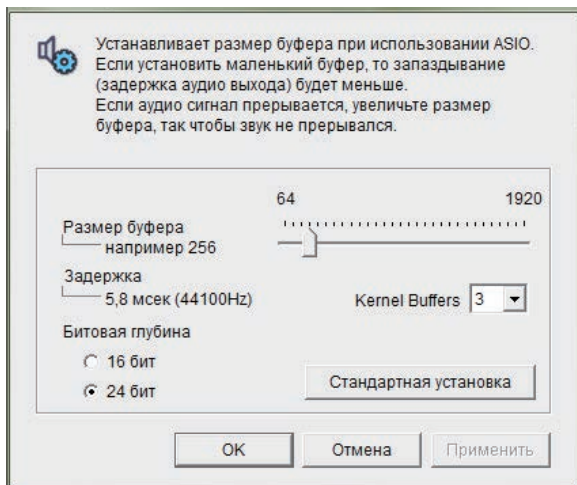 Устанавливает размер буфера при использовании ASIO.
Если установить маленький буфер, то запаздывание
(задержка аудио выхода) будет меньше.
Если аудио сигнал прерывается, увеличьте размер
буфера, так чтобы звук не прерывался.
64 1920
Размер буфера
например 256
Задержка
5,8 мсек (44100Hz)
Kernel Buffers 3
Битовая глубина
16 бит
24 бит
Стандартная установка
OK Отмена Применить